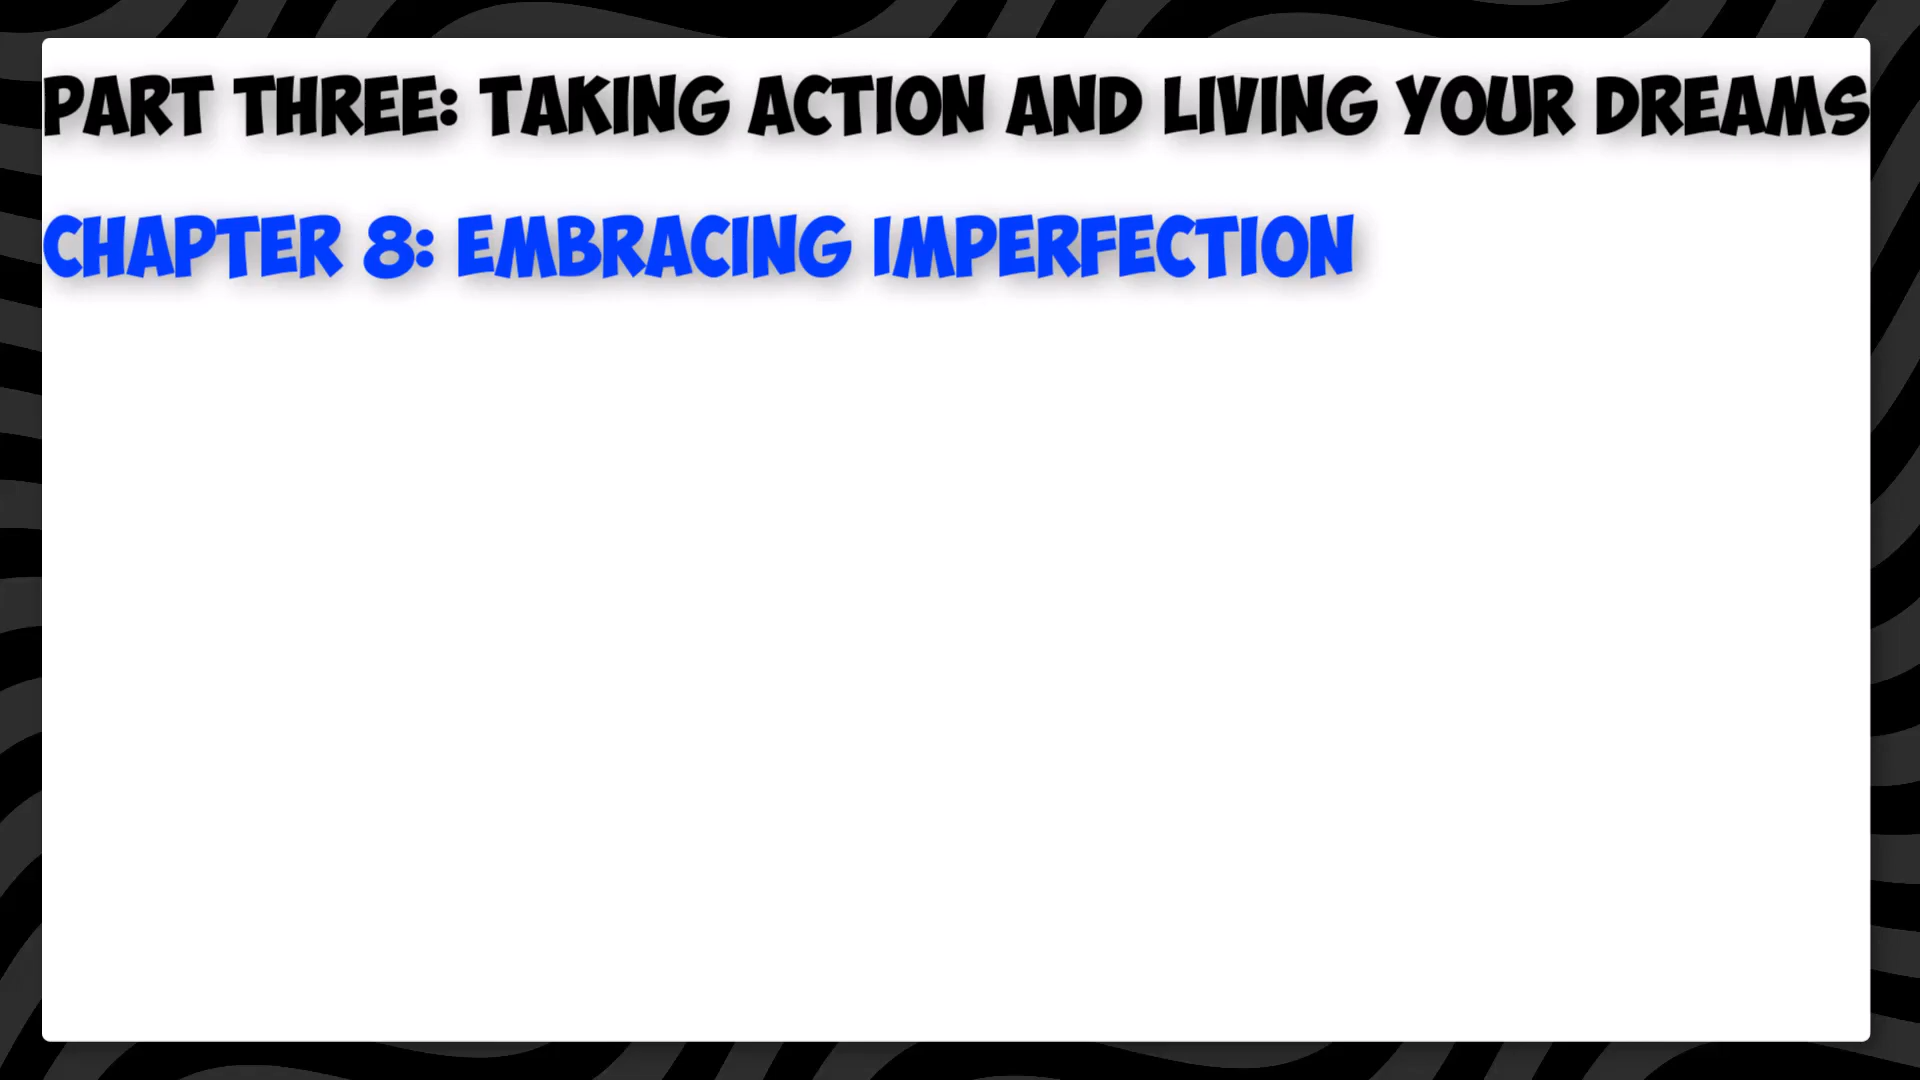 PART THREE: TAKING ACTION AND LIVING YOUR DREAMS
CHAPTER 8: EMBRACING IMPERFECTION